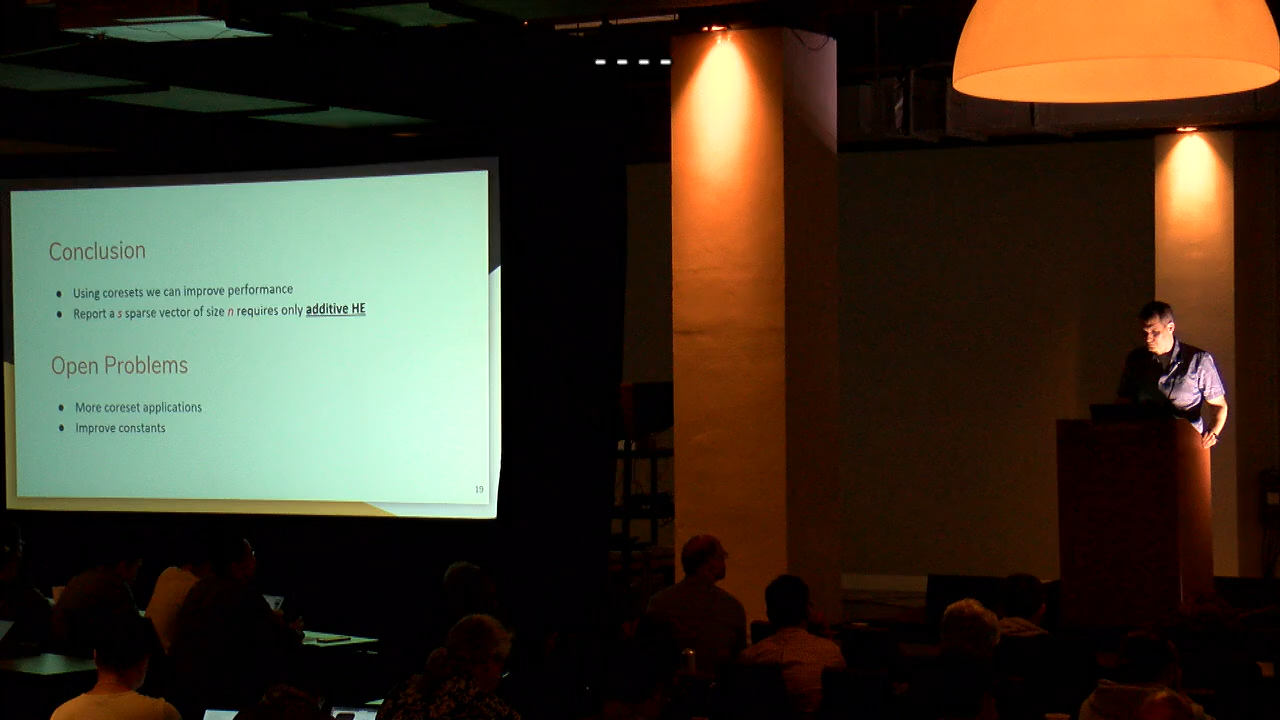 Conclusion
● Using coresets we can improve performance
● Report a s sparse vector of size n requires only additive HE
Open Problems
● More coreset applications
● Improve constants
19